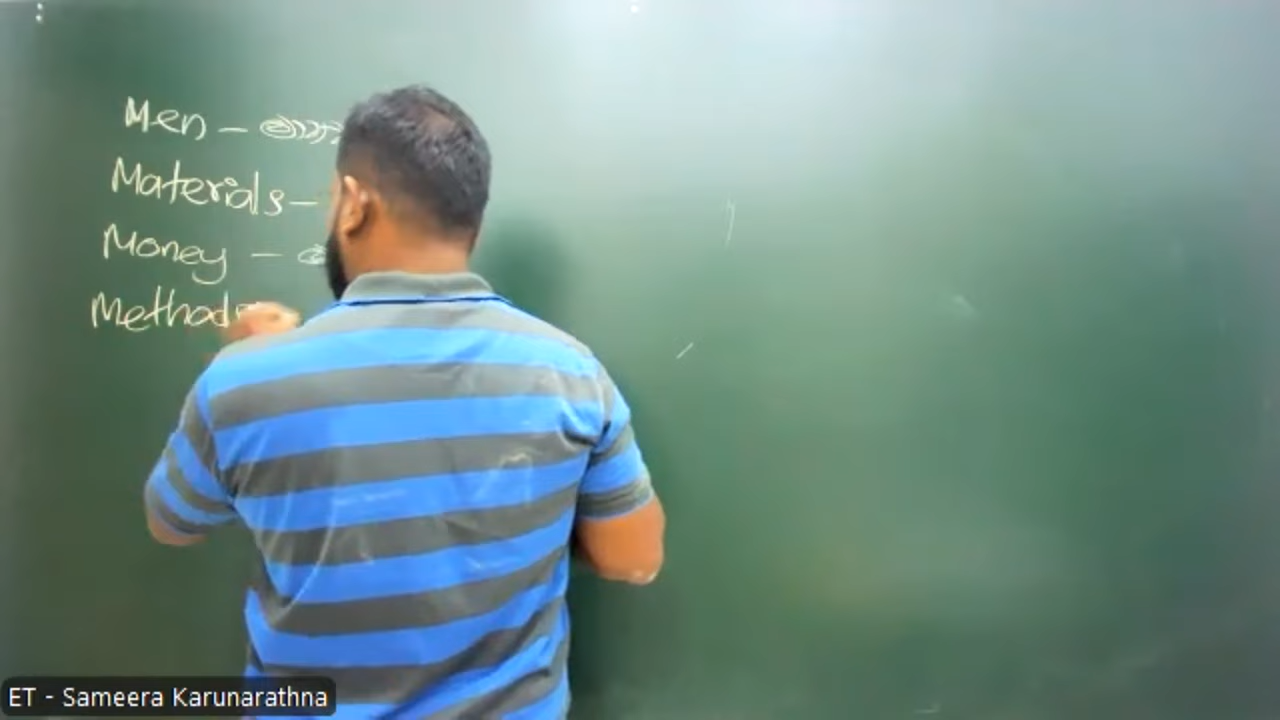 Men –
Materials –
Money –
Method
ET - Sameera Karunarathna